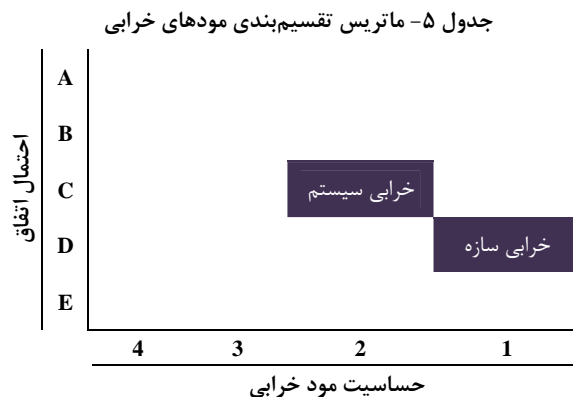 جدول ۵- ماتریس تقسیم‌بندی مودهای خرابی
احتمال اتفاق
A
B
C
خرابی سیستم
D
خرابی سازه
E
4 3 2 1
حساسیت مود خرابی